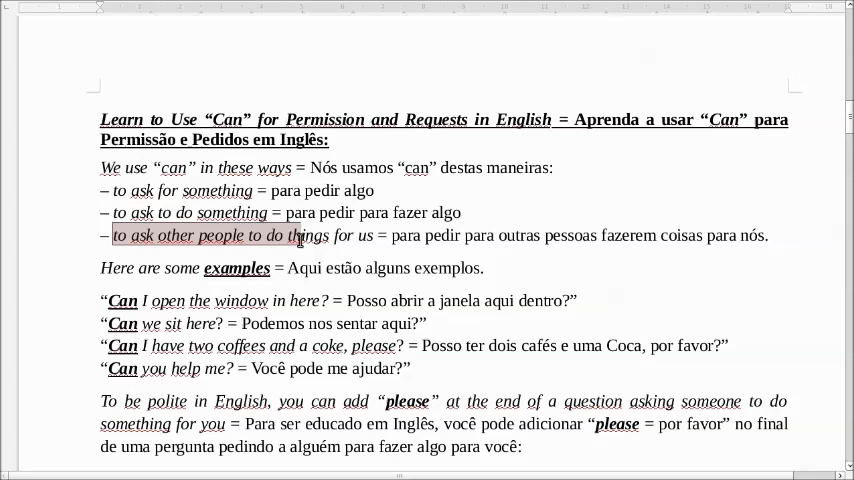 Learn to Use “Can” for Permission and Requests in English = Aprenda a usar “Can” para
Permissão e Pedidos em Inglês:
We use “can” in these ways = Nós usamos “can” destas maneiras:
– to ask for something = para pedir algo
– to ask to do something = para pedir para fazer algo
– to ask other people to do things for us = para pedir para outras pessoas fazerem coisas para nós.
Here are some examples = Aqui estão alguns exemplos.
“Can I open the window in here? = Posso abrir a janela aqui dentro?”
“Can we sit here? = Podemos nos sentar aqui?”
“Can I have two coffees and a coke, please? = Posso ter dois cafés e uma Coca, por favor?”
“Can you help me? = Você pode me ajudar?”
To be polite in English, you can add “please” at the end of a question asking someone to do
something for you = Para ser educado em Inglês, você pode adicionar “please = por favor” no final
de uma pergunta pedindo a alguém para fazer algo para você: